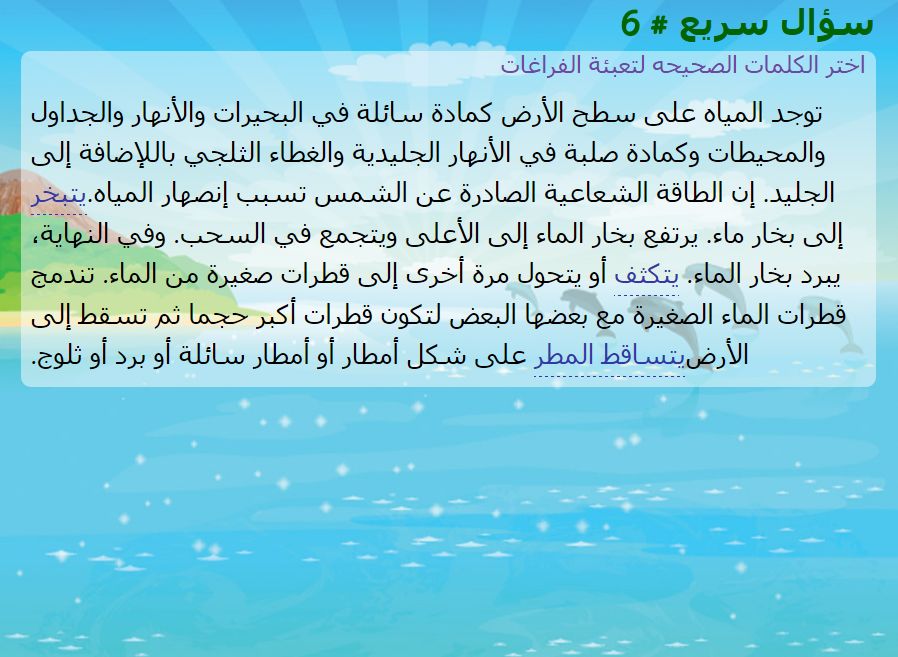 سؤال سريع # 6
اختر الكلمات الصحيحه لتعبئة الفراغات
توجد المياه على سطح الأرض كمادة سائلة في البحيرات والأنهار والجداول
والمحيطات وكمادة صلبة في الأنهار الجليدية والغطاء الثلجي باللإضافة إلى
الجليد. إن الطاقة الشعاعية الصادرة عن الشمس تسبب إنصهار المياه.يتبخر
إلى بخار ماء. يرتفع بخار الماء إلى الأعلى ويتجمع في السحب. وفي النهاية،
يبرد بخار الماء. يتكثف أو يتحول مرة أخرى إلى قطرات صغيرة من الماء. تندمج
قطرات الماء الصغيرة مع بعضها البعض لتكون قطرات أكبر حجما ثم تسقط إلى
الأرضيتساقط المطر على شكل أمطار أو أمطار سائلة أو برد أو ثلوج.